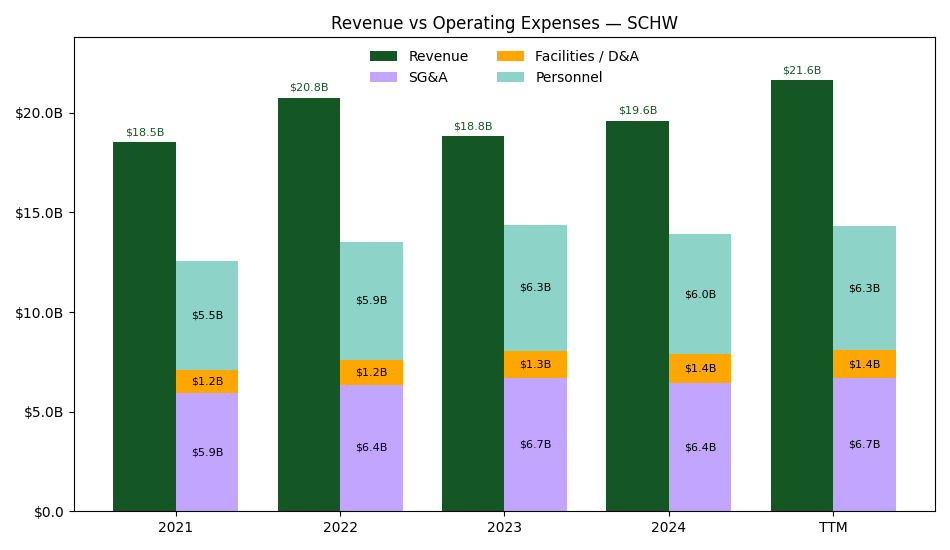 Revenue vs Operating Expenses — SCHW
Revenue
SG&A
Facilities / D&A
Personnel
$20.0B
$15.0B
$10.0B
$5.0B
$0.0
$18.5B
$20.8B
$18.8B
$19.6B
$21.6B
$5.5B
$5.9B
$6.3B
$6.0B
$6.3B
$1.2B
$1.2B
$1.3B
$1.4B
$1.4B
$5.9B
$6.4B
$6.7B
$6.4B
$6.7B
2021
2022
2023
2024
TTM